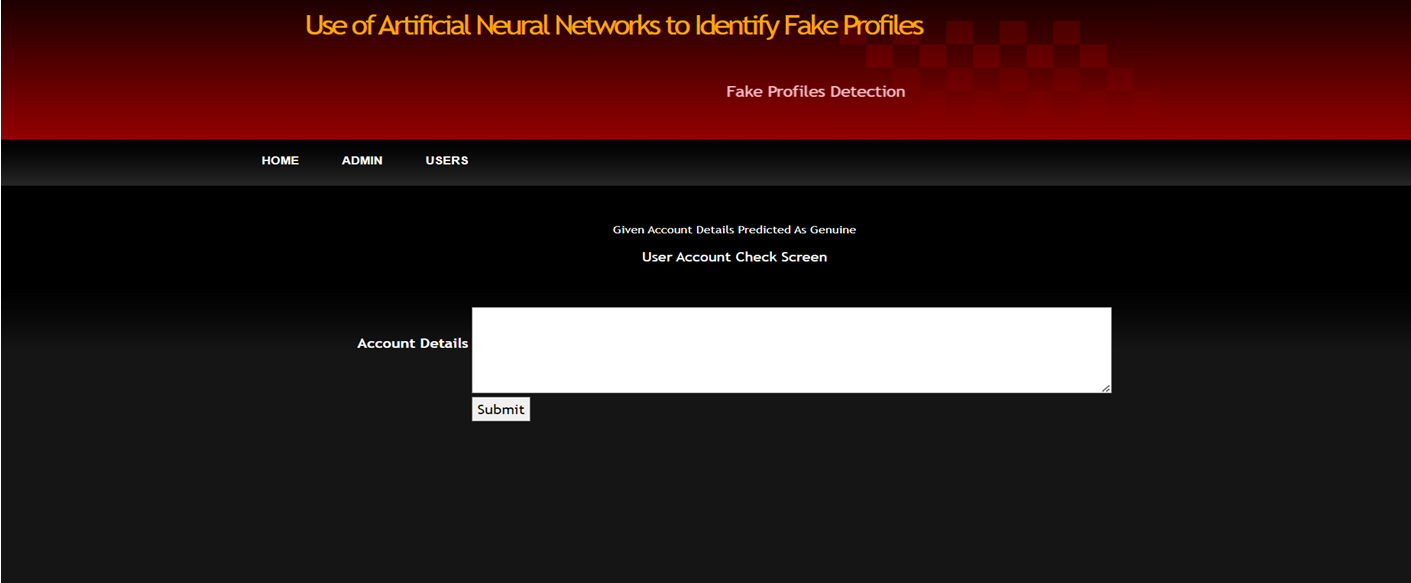 Use of Artificial Neural Networks to Identify Fake Profiles
Fake Profiles Detection
HOME ADMIN USERS
Given Account Details Predicted As Genuine
User Account Check Screen
Account Details
Submit